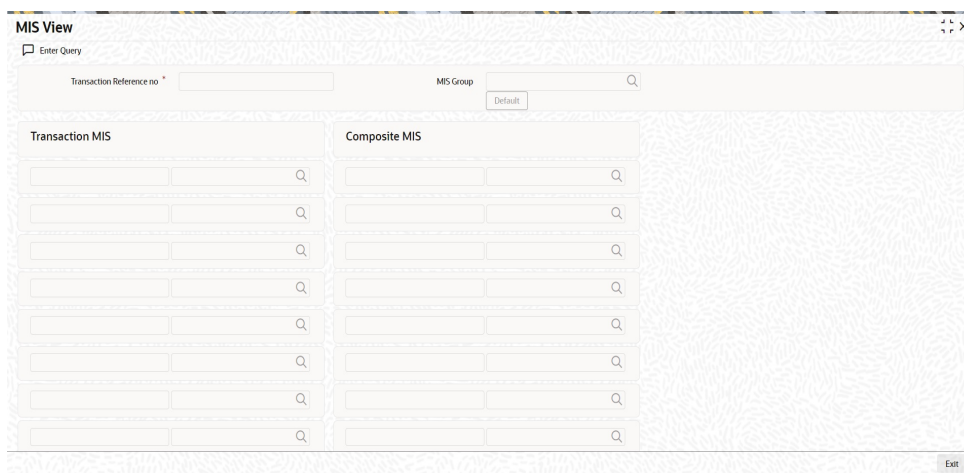 MIS View
Enter Query
Transaction Reference no * MIS Group
Default
Transaction MIS Composite MIS
Exit